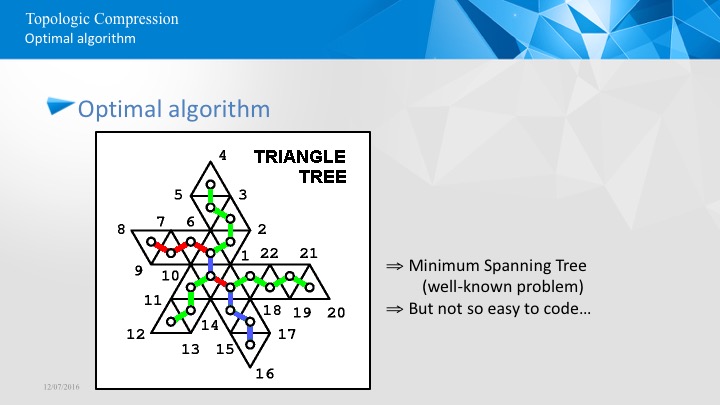 Topologic Compression
Optimal algorithm
Optimal algorithm
TRIANGLE
TREE
4
5 3
8 7 6 2
9 10 1 22 21
11
12 13 14 15 18 19 20
17
16
⇒ Minimum Spanning Tree
(well-known problem)
⇒ But not so easy to code…
12/07/2016